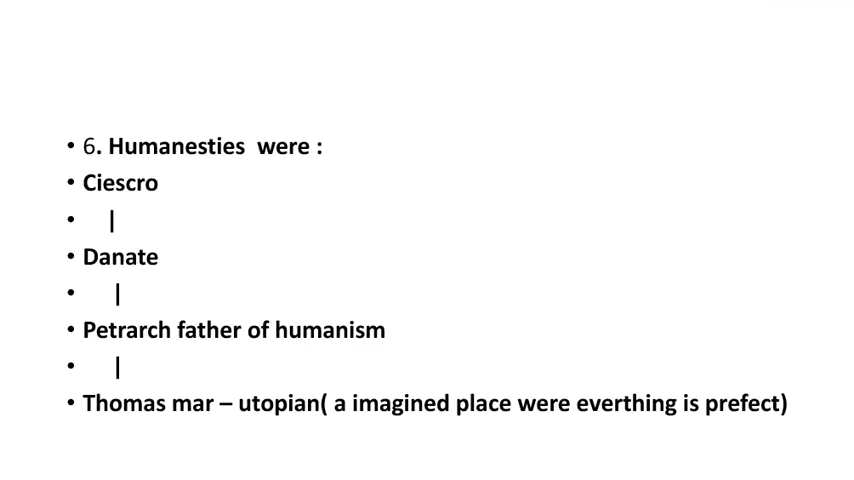 • 6. Humanesties were :
• Ciescro
• |
• Danate
• |
• Petrarch father of humanism
• |
• Thomas mar – utopian( a imagined place were everthing is prefect)